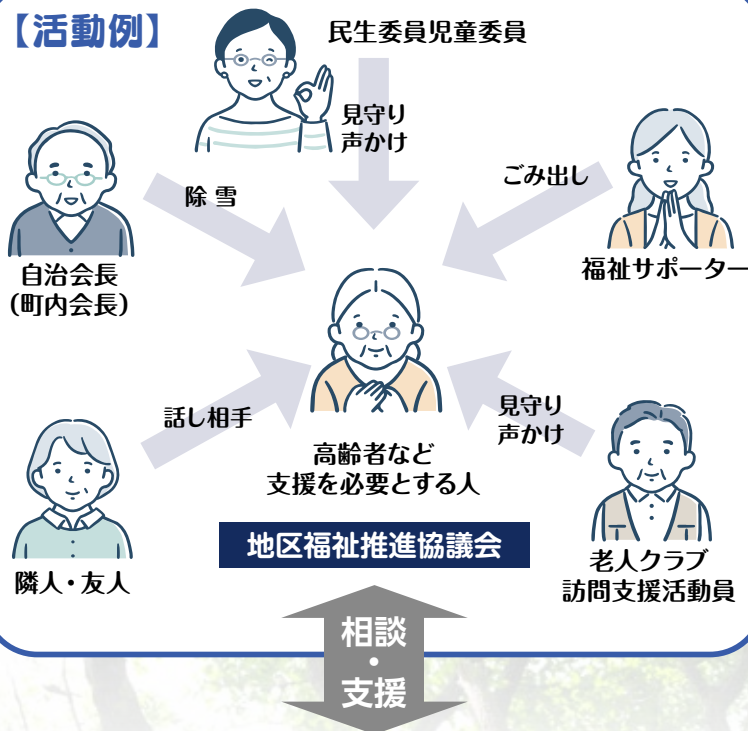 【活動例】
民生委員児童委員
見守り
声かけ
除雪
ごみ出し
自治会長
(町内会長)
福祉サポーター
話し相手
見守り
声かけ
高齢者など
支援を必要とする人
隣人・友人
地区福祉推進協議会
老人クラブ
訪問支援活動員
相談
・
支援